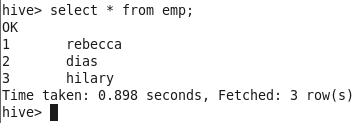 hive> select * from emp;
OK
1       rebecca
2       dias
3       hilary
Time taken: 0.898 seconds, Fetched: 3 row(s)
hive>